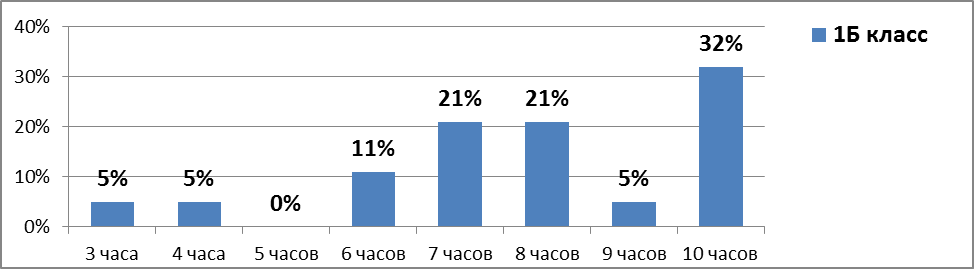 40%
30%
20%
10%
0%
5%
5%
0%
11%
21%
21%
5%
32%
3 часа
4 часа
5 часов
6 часов
7 часов
8 часов
9 часов
10 часов
1Б класс